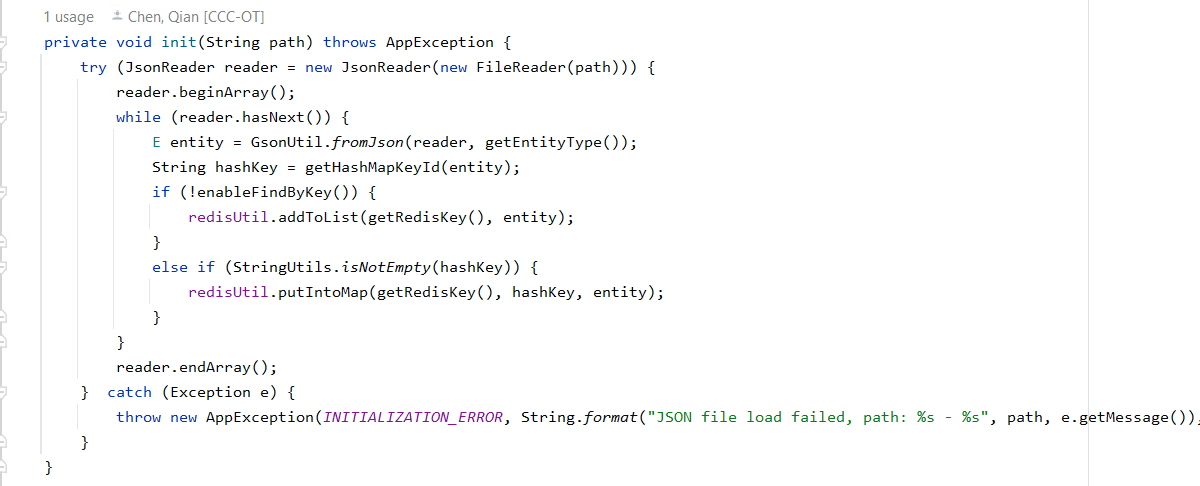 1 usage Chen, Qian [CCC-OT]
private void init(String path) throws AppException {
try (JsonReader reader = new JsonReader(new FileReader(path))) {
reader.beginArray();
while (reader.hasNext()) {
E entity = GsonUtil.fromJson(reader, getEntityType());
String hashKey = getHashMapKeyId(entity);
if (!enableFindByKey()) {
redisUtil.addToList(getRedisKey(), entity);
}
else if (StringUtils.isNotEmpty(hashKey)) {
redisUtil.putIntoMap(getRedisKey(), hashKey, entity);
}
}
reader.endArray();
} catch (Exception e) {
throw new AppException(INITIALIZATION_ERROR, String.format("JSON file load failed, path: %s - %s", path, e.getMessage()),
}
}